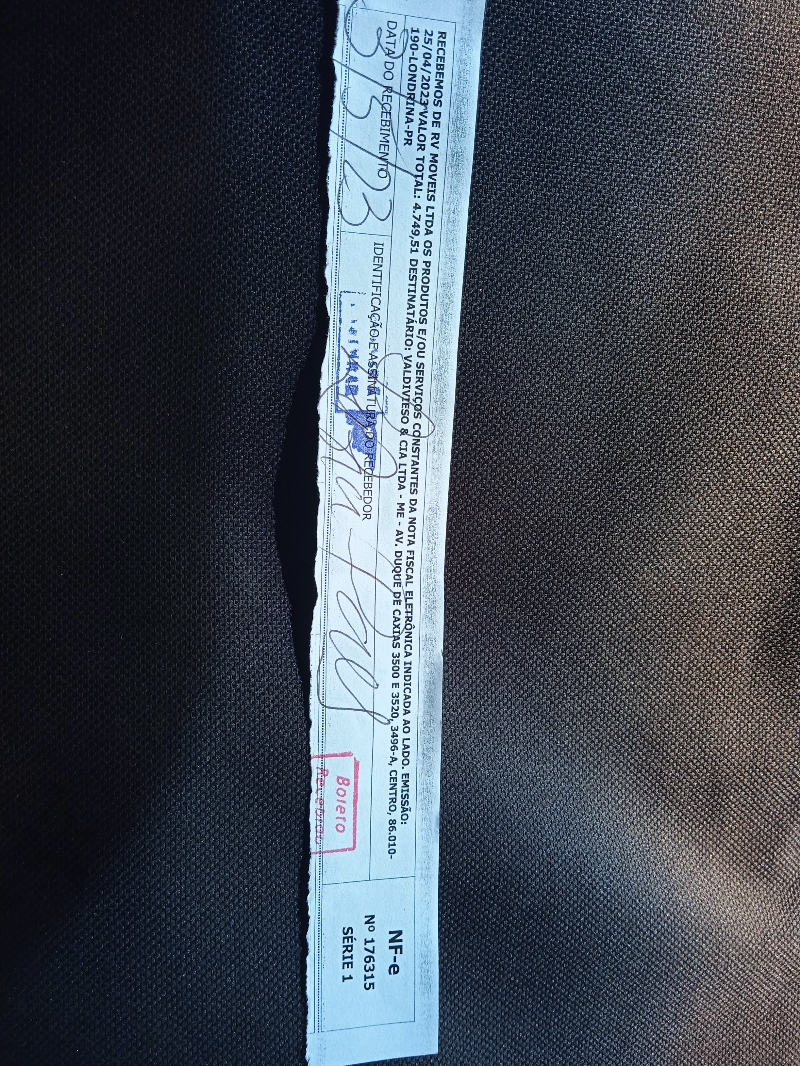 RECEBEMOS DE RV MOVEIS LTDA OS PRODUTOS E/OU SERVIÇOS CONSTANTES DA NOTA FISCAL ELETRÔNICA INDICADA AO LADO. EMISSÃO:
25/04/2023 VALOR TOTAL: 4.749,51 DESTINATÁRIO: VALDIVIESO & CIA LTDA - ME - AV. DUQUE DE CAXIAS 3500 E 3520, 3496-A, CENTRO, 86.010-
190-LONDRINA-PR
DATA DO RECEBIMENTO
3/5/23
IDENTIFICAÇÃO E ASSINATURA DO RECEBEDOR
Boleto
NF-e
Nº 176315
SÉRIE 1